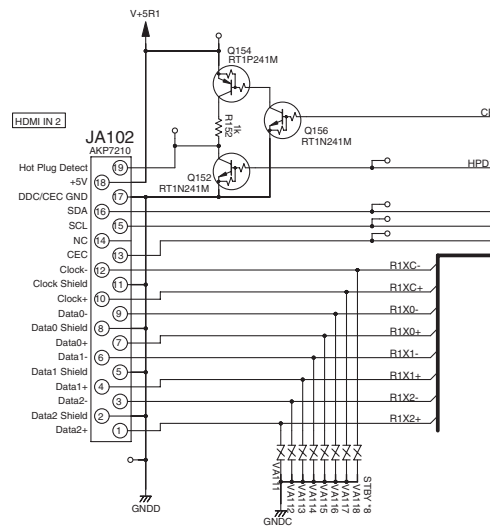 V+5R1
Q154
RT1P241M
HDMI IN 2
R152
1k
Q156
RT1N241M
JA102
AKP7210
Q152
RT1N241M
HPD
Hot Plug Detect 19
+5V 18
DDC/CEC GND 17
SDA 16
SCL 15
NC 14
CEC 13
Clock- 12 R1XC-
Clock Shield 11
Clock+ 10 R1XC+
Data0- 9 R1X0-
Data0 Shield 8
Data0+ 7 R1X0+
Data1- 6 R1X1-
Data1 Shield 5
Data1+ 4 R1X1+
Data2- 3 R1X2-
Data2 Shield 2
Data2+ 1 R1X2+
VA111
VA112
VA113
VA114
VA115
VA116
VA117
VA118
STBY *8
GNDD
GNDC